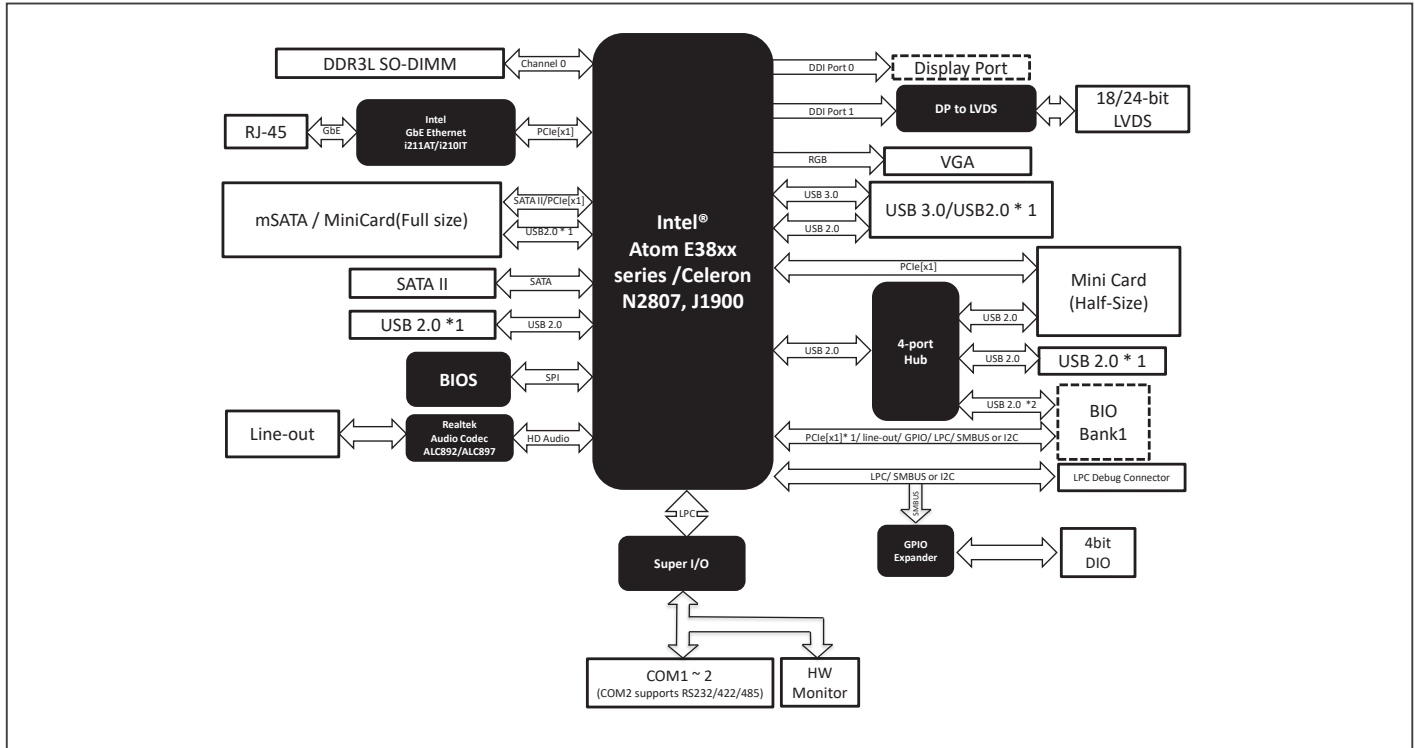 DDR3L SO-DIMM
Channel 0
RJ-45
GbE
Intel
GbE Ethernet
i211AT/i210IT
PCIe[x1]
mSATA / MiniCard(Full size)
SATA II/PCIe[x1]
USB2.0 * 1
SATA II
SATA
USB 2.0 *1
USB 2.0
BIOS
SPI
Line-out
Realtek
Audio Codec
ALC892/ALC897
HD Audio
Intel®
Atom E38xx
series /Celeron
N2807, J1900
DDI Port 0
Display Port
DDI Port 1
DP to LVDS
18/24-bit
LVDS
RGB
VGA
USB 3.0
USB 2.0
USB 3.0/USB2.0 * 1
PCIe[x1]
Mini Card
(Half-Size)
USB 2.0
4-port
Hub
USB 2.0
USB 2.0
USB 2.0 * 1
USB 2.0 *2
BIO
Bank1
PCIe[x1]* 1/ line-out/ GPIO/ LPC/ SMBUS or I2C
LPC/ SMBUS or I2C
LPC Debug Connector
SMBUS
GPIO
Expander
4bit
DIO
LPC
Super I/O
COM1 ~ 2
(COM2 supports RS232/422/485)
HW
Monitor